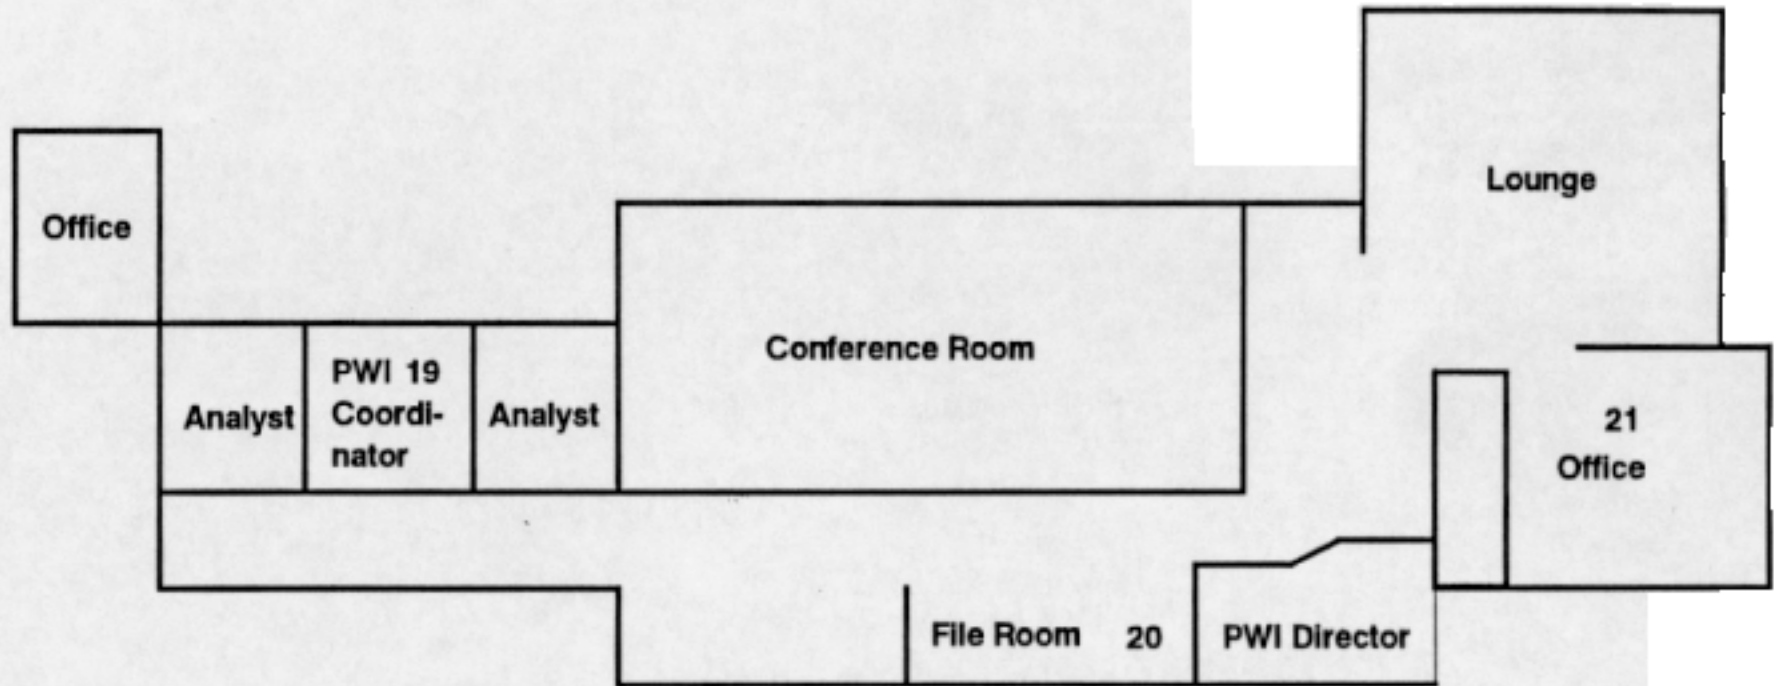 Lounge
Office
Conference Room
PWI 19
Coordi-
nator
Analyst
Analyst
21
Office
File Room 20
PWI Director